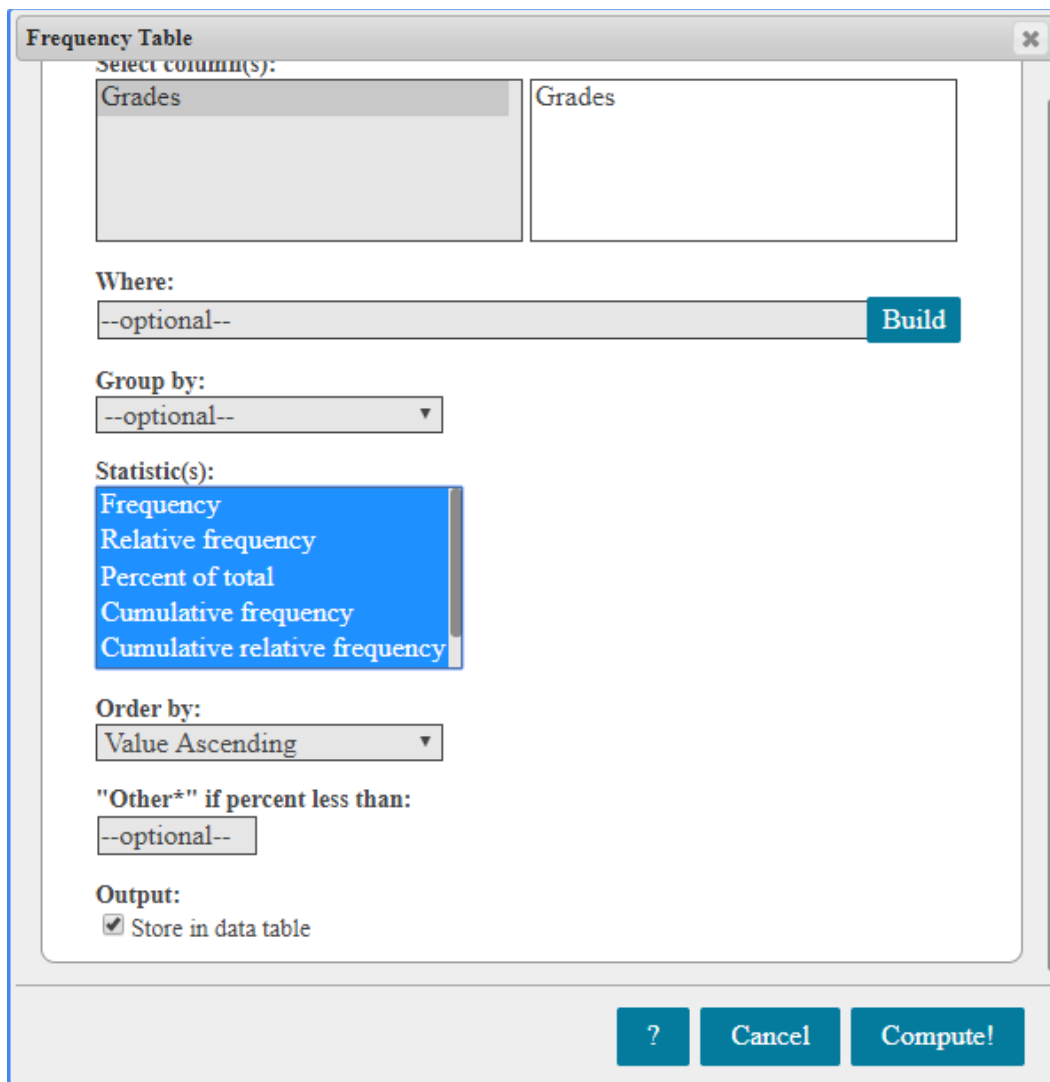 Frequency Table
Select column(s):
Grades
Grades
Where:
--optional--
Build
Group by:
--optional--
Statistic(s):
Frequency
Relative frequency
Percent of total
Cumulative frequency
Cumulative relative frequency
Order by:
Value Ascending
"Other*" if percent less than:
--optional--
Output:
Store in data table
?
Cancel
Compute!